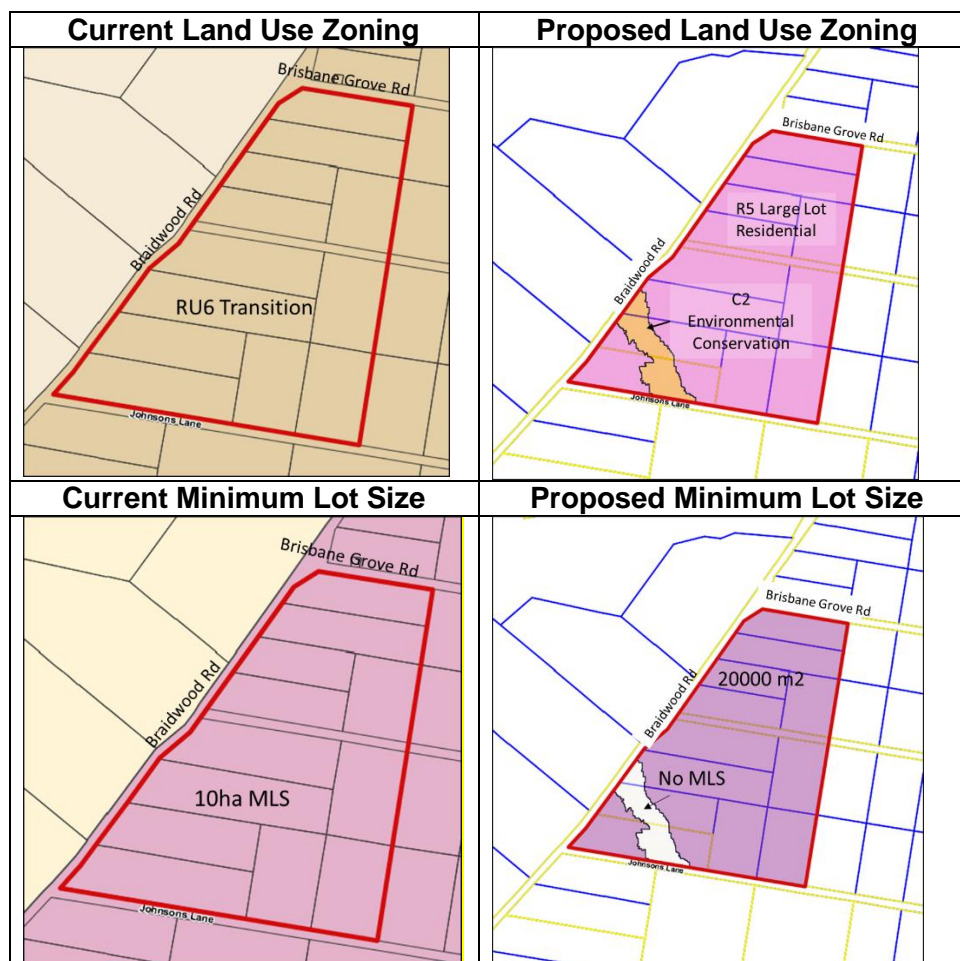 Current Land Use Zoning
Proposed Land Use Zoning
Brisbane Grove Rd
Braidwood Rd
RU6 Transition
Johnsons Lane
Brisbane Grove Rd
R5 Large Lot
Residential
Braidwood Rd
C2
Environmental
Conservation
Johnsons Lane
Current Minimum Lot Size
Proposed Minimum Lot Size
Brisbane Grove Rd
Braidwood Rd
10ha MLS
Johnsons Lane
Brisbane Grove Rd
20000 m2
Braidwood Rd
No MLS
Johnsons Lane